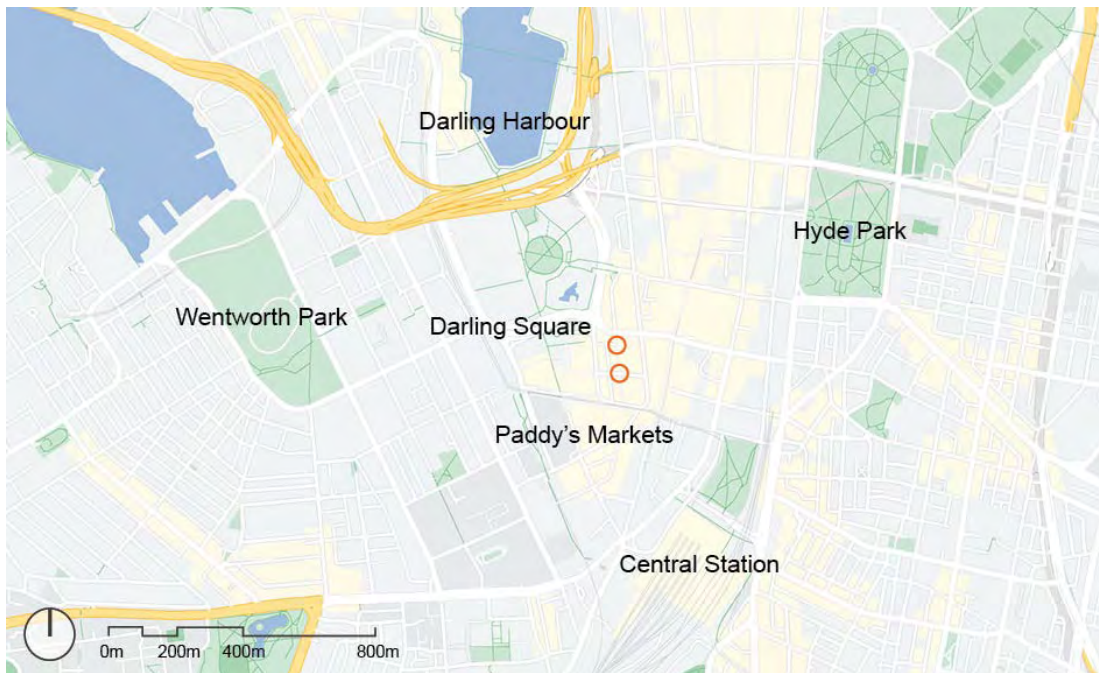 Darling Harbour
Hyde Park
Wentworth Park
Darling Square
Paddy's Markets
Central Station
0m 200m 400m 800m